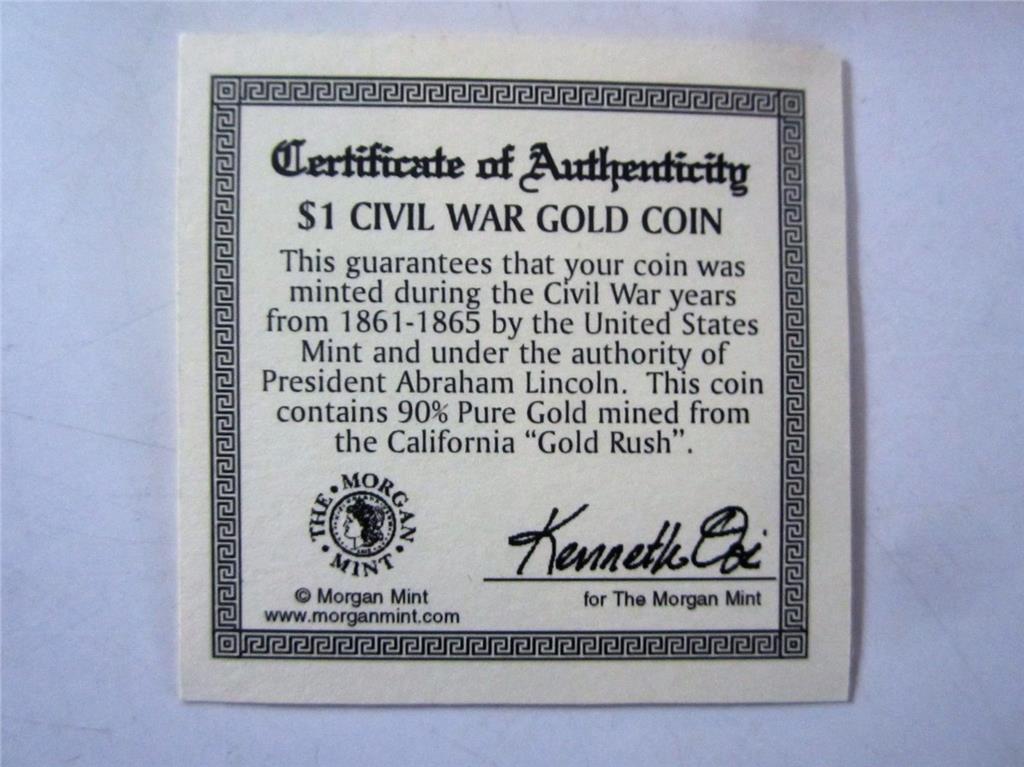 Certificate of Authenticity
$1 CIVIL WAR GOLD COIN
This guarantees that your coin was
minted during the Civil War years
from 1861-1865 by the United States
Mint and under the authority of
President Abraham Lincoln. This coin
contains 90% Pure Gold mined from
the California “Gold Rush”.
THE • MORGAN • MINT •
Kenneth
© Morgan Mint
www.morganmint.com
for The Morgan Mint